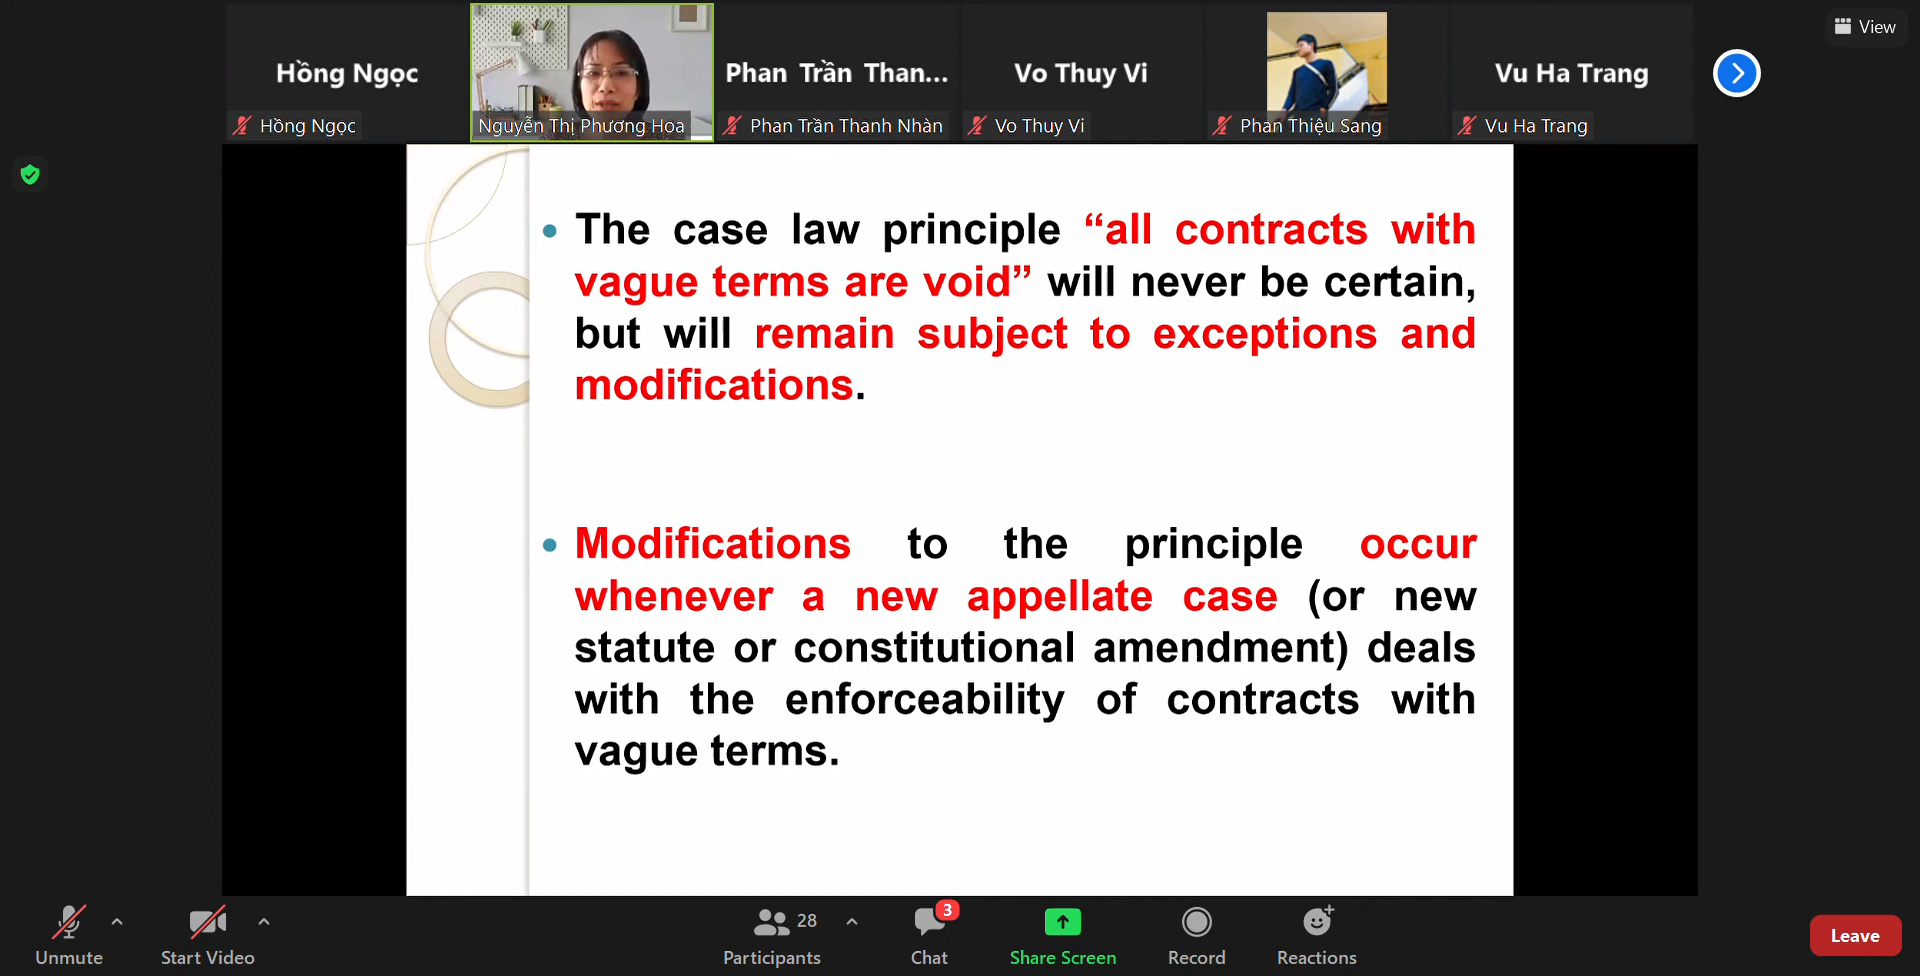 View
Hồng Ngọc
Phan Trần Than...
Vo Thuy Vi
Vu Ha Trang
Hồng Ngọc
Nguyễn Thị Phương Hoa
Phan Trần Thanh Nhàn
Vo Thuy Vi
Phan Thiệu Sang
Vu Ha Trang
• The case law principle “all contracts with
vague terms are void” will never be certain,
but will remain subject to exceptions and
modifications.
• Modifications to the principle occur
whenever a new appellate case (or new
statute or constitutional amendment) deals
with the enforceability of contracts with
vague terms.
28
3
Unmute
Start Video
Participants
Chat
Share Screen
Record
Reactions
Leave